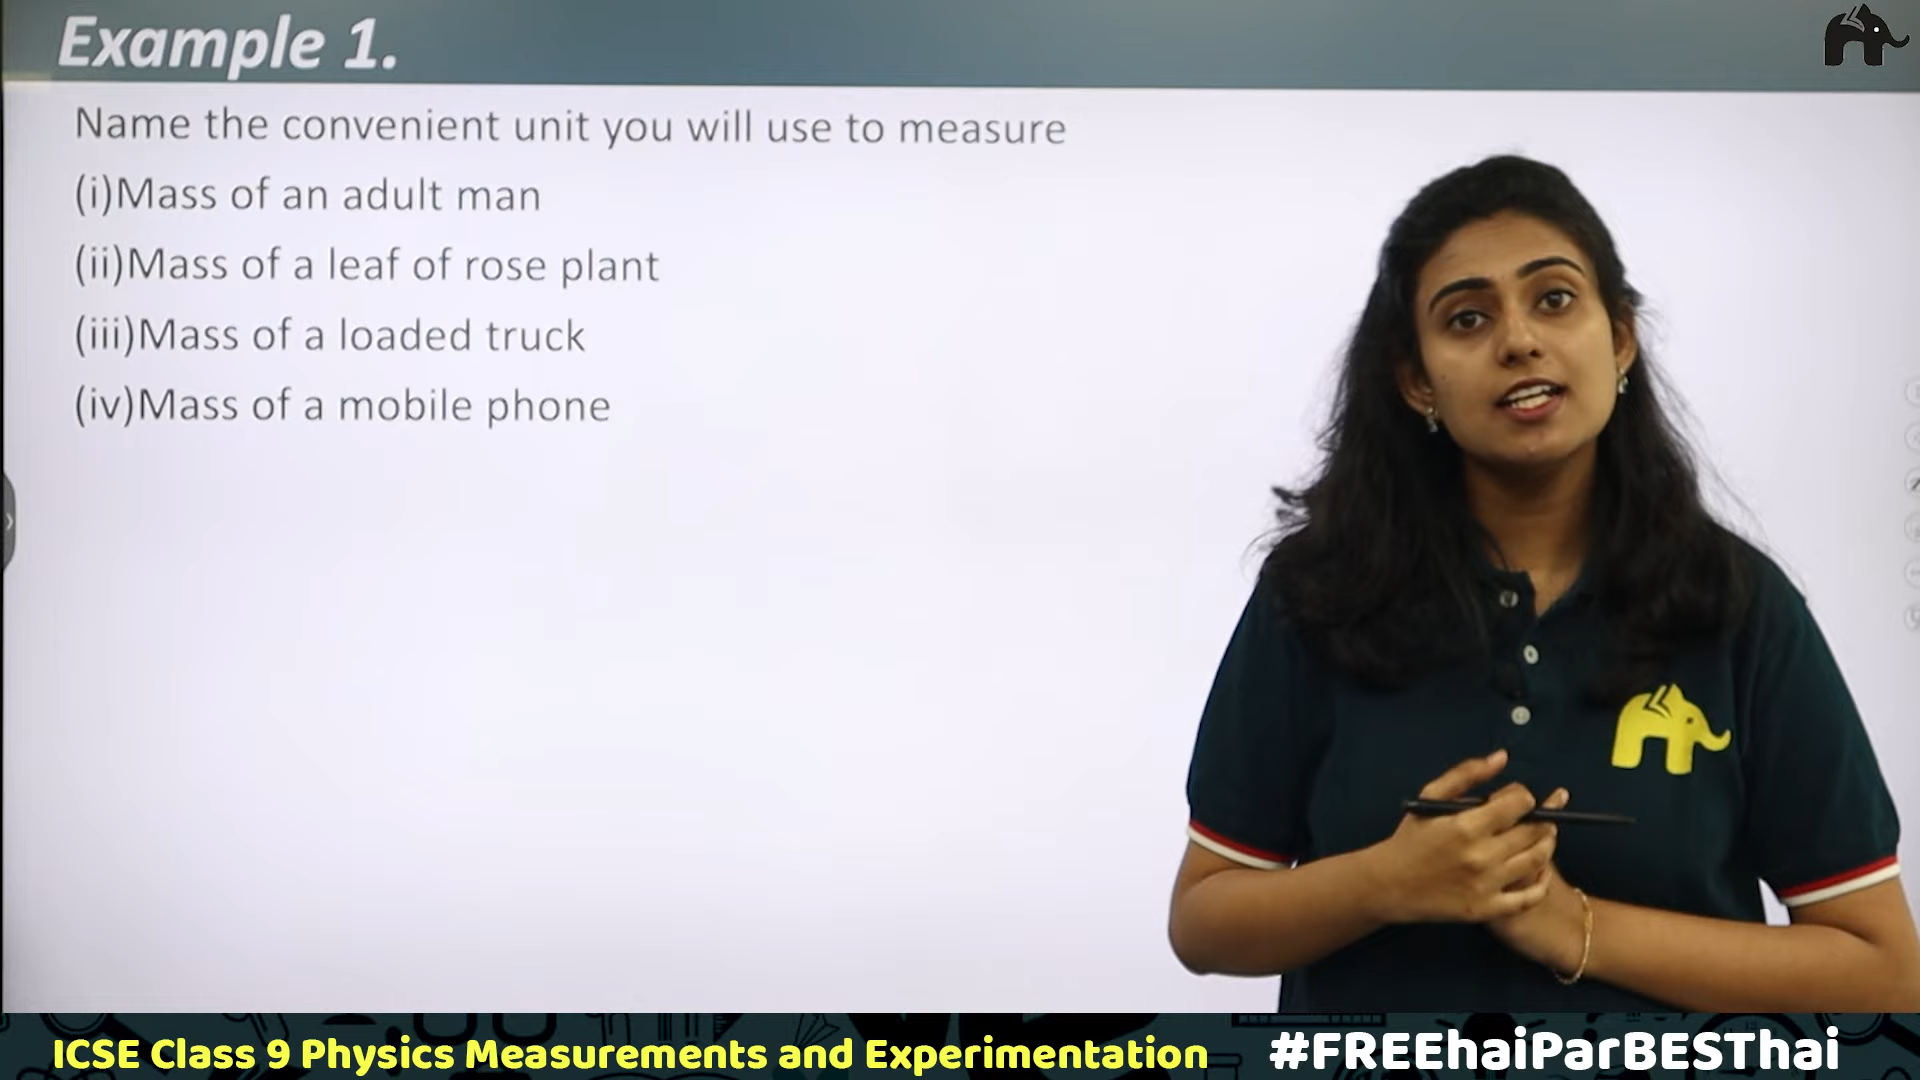 Example 1.
Name the convenient unit you will use to measure
(i)Mass of an adult man
(ii)Mass of a leaf of rose plant
(iii)Mass of a loaded truck
(iv)Mass of a mobile phone
ICSE Class 9 Physics Measurements and Experimentation
#FREEhaiParBESThai